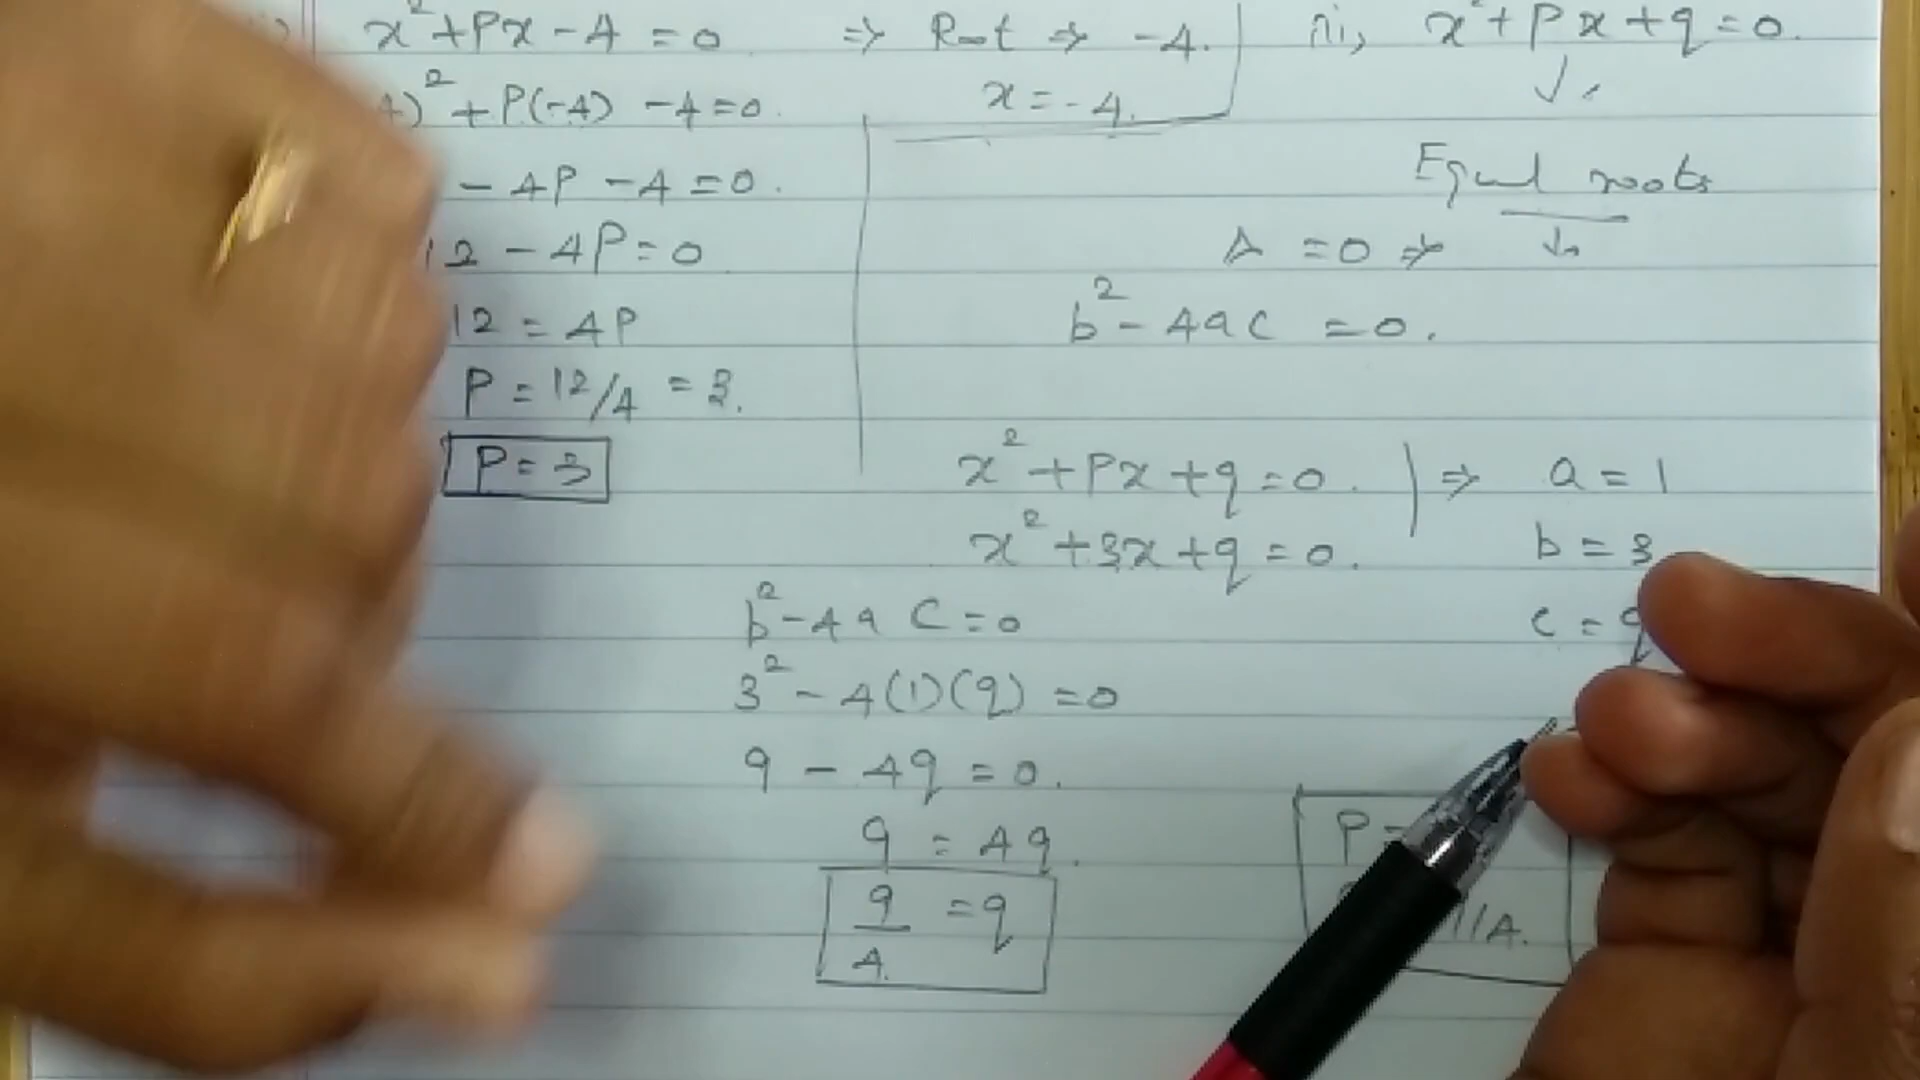 x² + Px - 4 = 0 ⇒ Root ⇒ -4.
4)² + P(-4) - 4 = 0.
x = -4.
- 4P - 4 = 0.
12 - 4P = 0
12 = 4P
P = 12/4 = 3.
P = 3
ii, x² + Px + q = 0.
Equal roots
Δ = 0 ⇒
b² - 4ac = 0.
x² + Px + q = 0. ⇒ a = 1
x² + 3x + q = 0. b = 3
c = q
b² - 4a c = 0
3² - 4(1)(q) = 0
9 - 4q = 0.
9 = 4q.
9/4 = q
P =
/4.